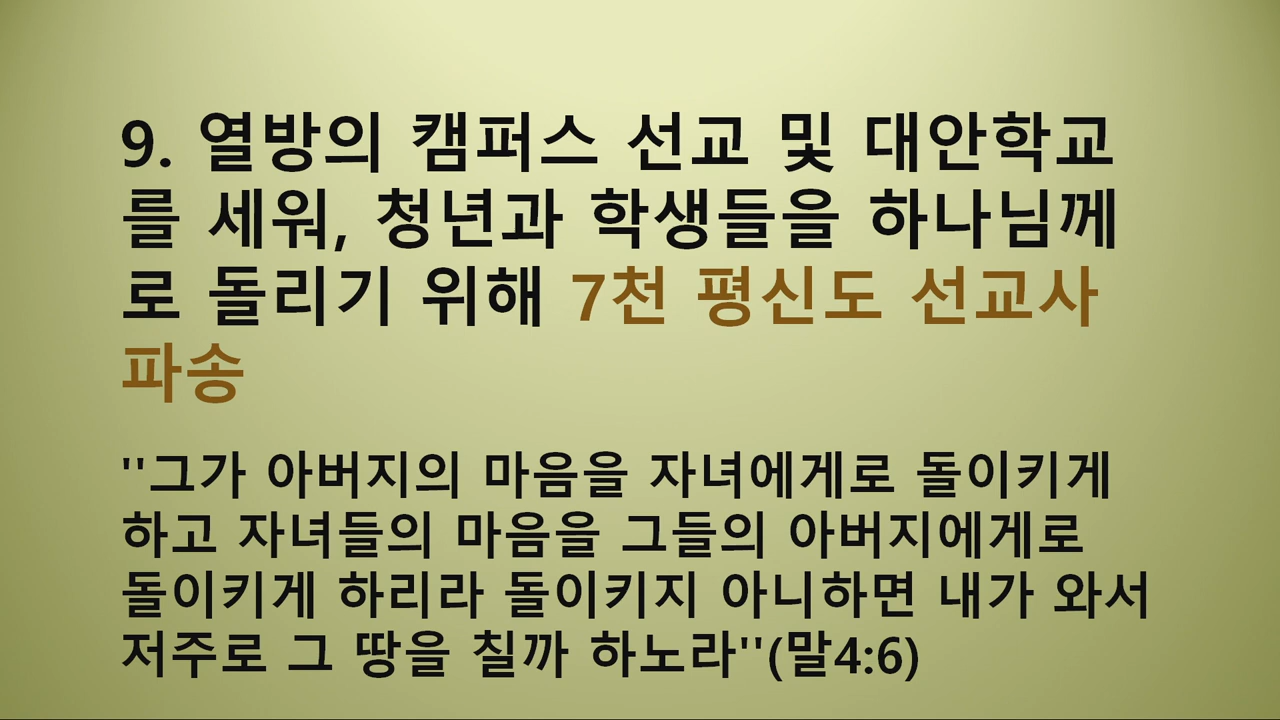 9. 열방의 캠퍼스 선교 및 대안학교
를 세워, 청년과 학생들을 하나님께
로 돌리기 위해 7천 평신도 선교사
파송
''그가 아버지의 마음을 자녀에게로 돌이키게
하고 자녀들의 마음을 그들의 아버지에게로
돌이키게 하리라 돌이키지 아니하면 내가 와서
저주로 그 땅을 칠까 하노라''(말4:6)